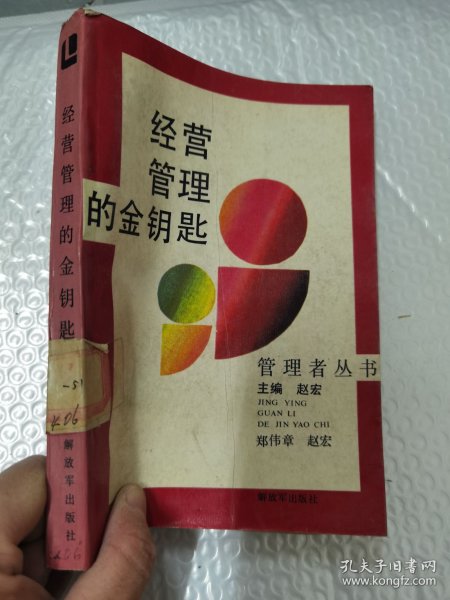 经营管理的金钥匙
解放军出版社
经营
管理
的金钥匙
管理者丛书
主编 赵宏
JING YING
GUAN LI
DE JIN YAO CHI
郑伟章 赵宏
解放军出版社
孔夫子旧书网
www.kongfz.com